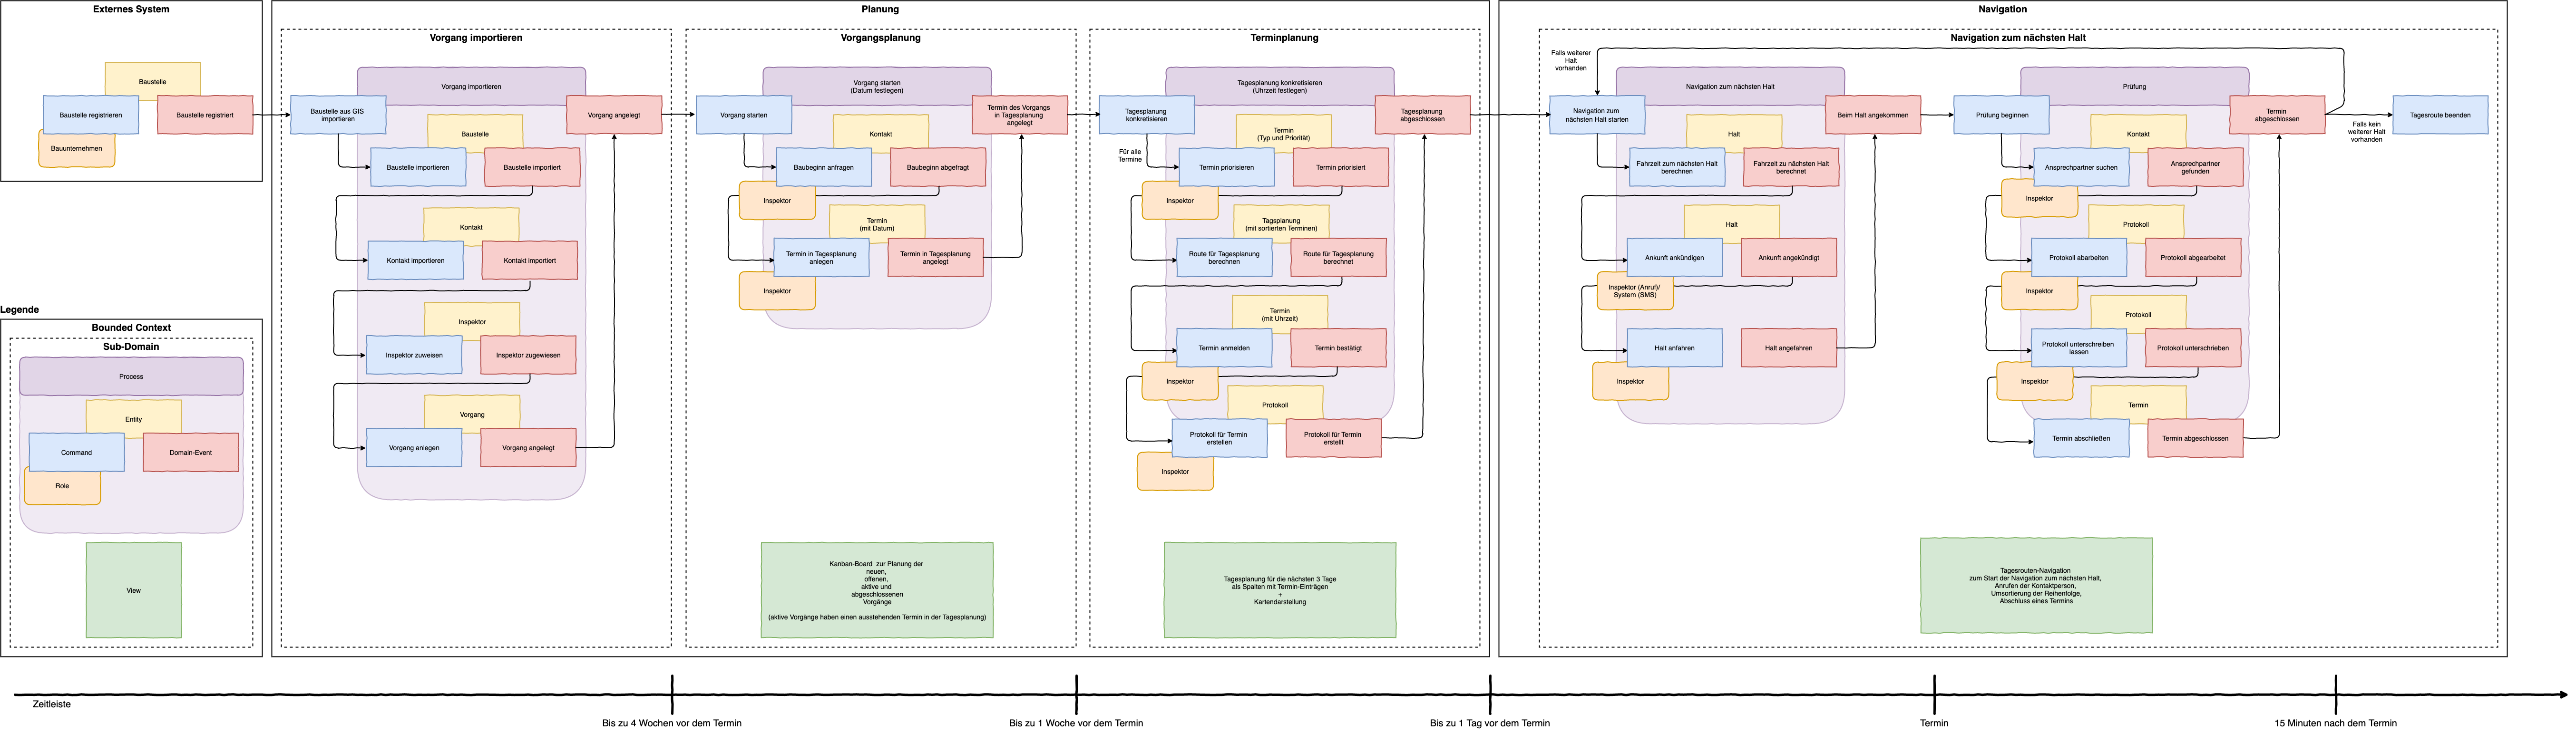 Externes System
Baustelle
Baustelle registrieren
Baustelle registriert
Bauunternehmen
Legende
Bounded Context
Sub-Domain
Process
Entity
Command
Domain-Event
Role
View
Planung
Vorgang importieren
Vorgang importieren
Baustelle aus GIS
importieren
Vorgang angelegt
Baustelle
Baustelle importieren
Baustelle importiert
Kontakt
Kontakt importieren
Kontakt importiert
Inspektor
Inspektor zuweisen
Inspektor zugewiesen
Vorgang
Vorgang anlegen
Vorgang angelegt
Vorgangsplanung
Vorgang starten
(Datum festlegen)
Vorgang starten
Termin des Vorgangs
in Tagesplanung
angelegt
Kontakt
Baubeginn anfragen
Baubeginn abgefragt
Inspektor
Termin
(mit Datum)
Termin in Tagesplanung
anlegen
Termin in Tagesplanung
angelegt
Inspektor
Kanban-Board zur Planung der
neuen,
offenen,
aktive und
abgeschlossenen
Vorgänge
(aktive Vorgänge haben einen ausstehenden Termin in der Tagesplanung)
Terminplanung
Tagesplanung konkretisieren
(Uhrzeit festlegen)
Tagesplanung
konkretisieren
Tagesplanung
abgeschlossen
Für alle
Termine
Termin
(Typ und Priorität)
Termin priorisieren
Termin priorisiert
Inspektor
Tagsplanung
(mit sortierten Terminen)
Route für Tagesplanung
berechnen
Route für Tagesplanung
berechnet
Termin
(mit Uhrzeit)
Termin anmelden
Termin bestätigt
Inspektor
Protokoll
Protokoll für Termin
erstellen
Protokoll für Termin
erstellt
Inspektor
Tagesplanung für die nächsten 3 Tage
als Spalten mit Termin-Einträgen
+
Kartendarstellung
Navigation
Navigation zum nächsten Halt
Falls weiterer
Halt
vorhanden
Navigation zum nächsten Halt
Navigation zum
nächsten Halt starten
Beim Halt angekommen
Halt
Fahrzeit zum nächsten Halt
berechnen
Fahrzeit zu nächsten Halt
berechnet
Halt
Ankunft ankündigen
Ankunft angekündigt
Inspektor (Anruf)/
System (SMS)
Halt anfahren
Halt angefahren
Inspektor
Prüfung
Prüfung beginnen
Termin
abgeschlossen
Tagesroute beenden
Falls kein
weiterer Halt
vorhanden
Kontakt
Ansprechpartner suchen
Ansprechpartner
gefunden
Inspektor
Protokoll
Protokoll abarbeiten
Protokoll abgearbeitet
Inspektor
Protokoll
Protokoll unterschreiben
lassen
Protokoll unterschrieben
Inspektor
Termin
Termin abschließen
Termin abgeschlossen
Tagesrouten-Navigation
zum Start der Navigation zum nächsten Halt,
Anrufen der Kontaktperson,
Umsortierung der Reihenfolge,
Abschluss eines Termins
Zeitleiste
Bis zu 4 Wochen vor dem Termin
Bis zu 1 Woche vor dem Termin
Bis zu 1 Tag vor dem Termin
Termin
15 Minuten nach dem Termin